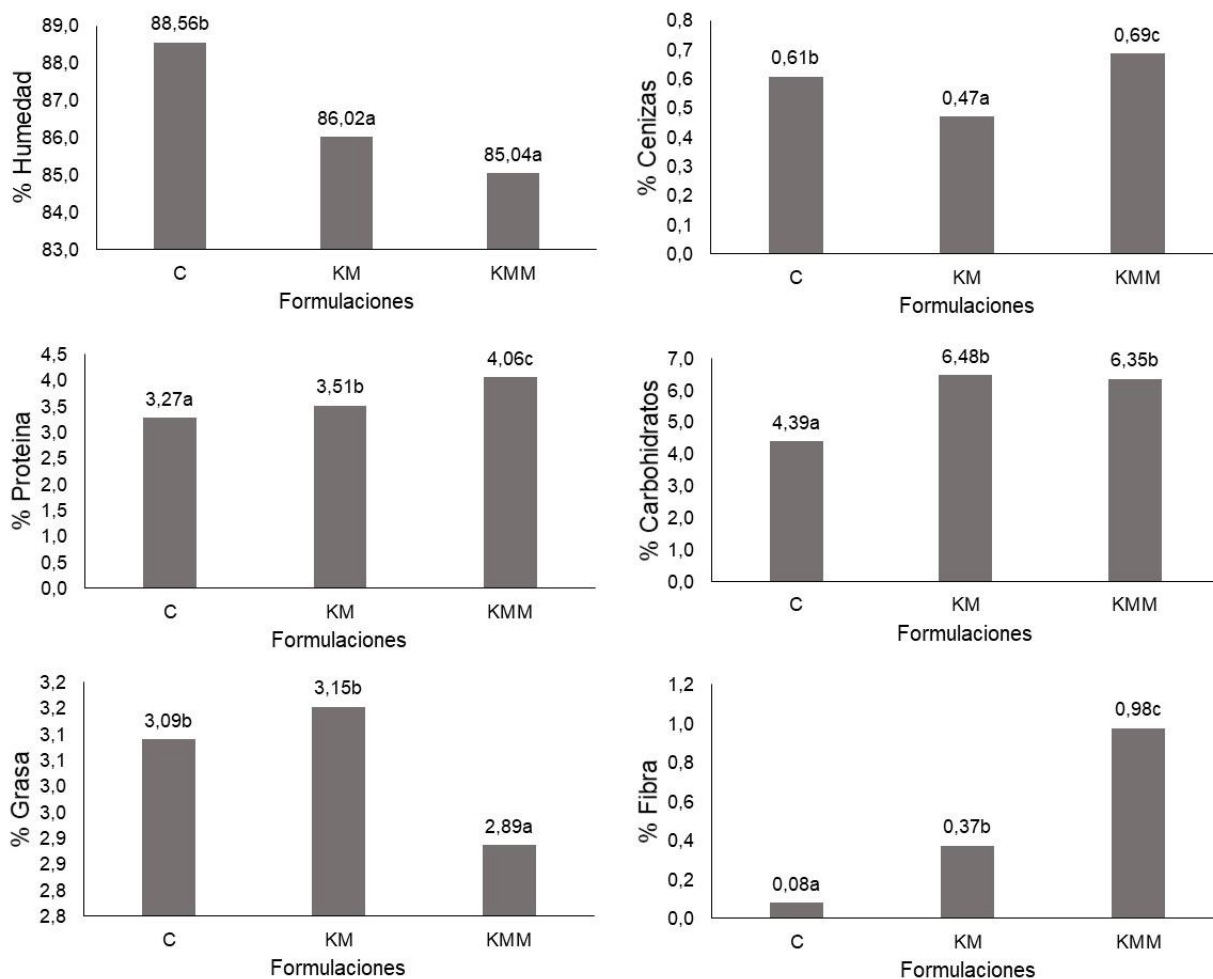 89,0
88,0
87,0
86,0
85,0
84,0
83,0
% Humedad
88,56b
86,02a
85,04a
C KM KMM
Formulaciones
0,8
0,7
0,6
0,5
0,4
0,3
0,2
0,1
0,0
% Cenizas
0,61b
0,47a
0,69c
C KM KMM
Formulaciones
4,5
4,0
3,5
3,0
2,5
2,0
1,5
1,0
0,5
0,0
% Proteina
3,27a
3,51b
4,06c
C KM KMM
Formulaciones
7,0
6,0
5,0
4,0
3,0
2,0
1,0
0,0
% Carbohidratos
4,39a
6,48b
6,35b
C KM KMM
Formulaciones
3,2
3,2
3,1
3,1
3,0
3,0
2,9
2,9
2,8
2,8
% Grasa
3,09b
3,15b
2,89a
C KM KMM
Formulaciones
1,2
1,0
0,8
0,6
0,4
0,2
0,0
% Fibra
0,08a
0,37b
0,98c
C KM KMM
Formulaciones